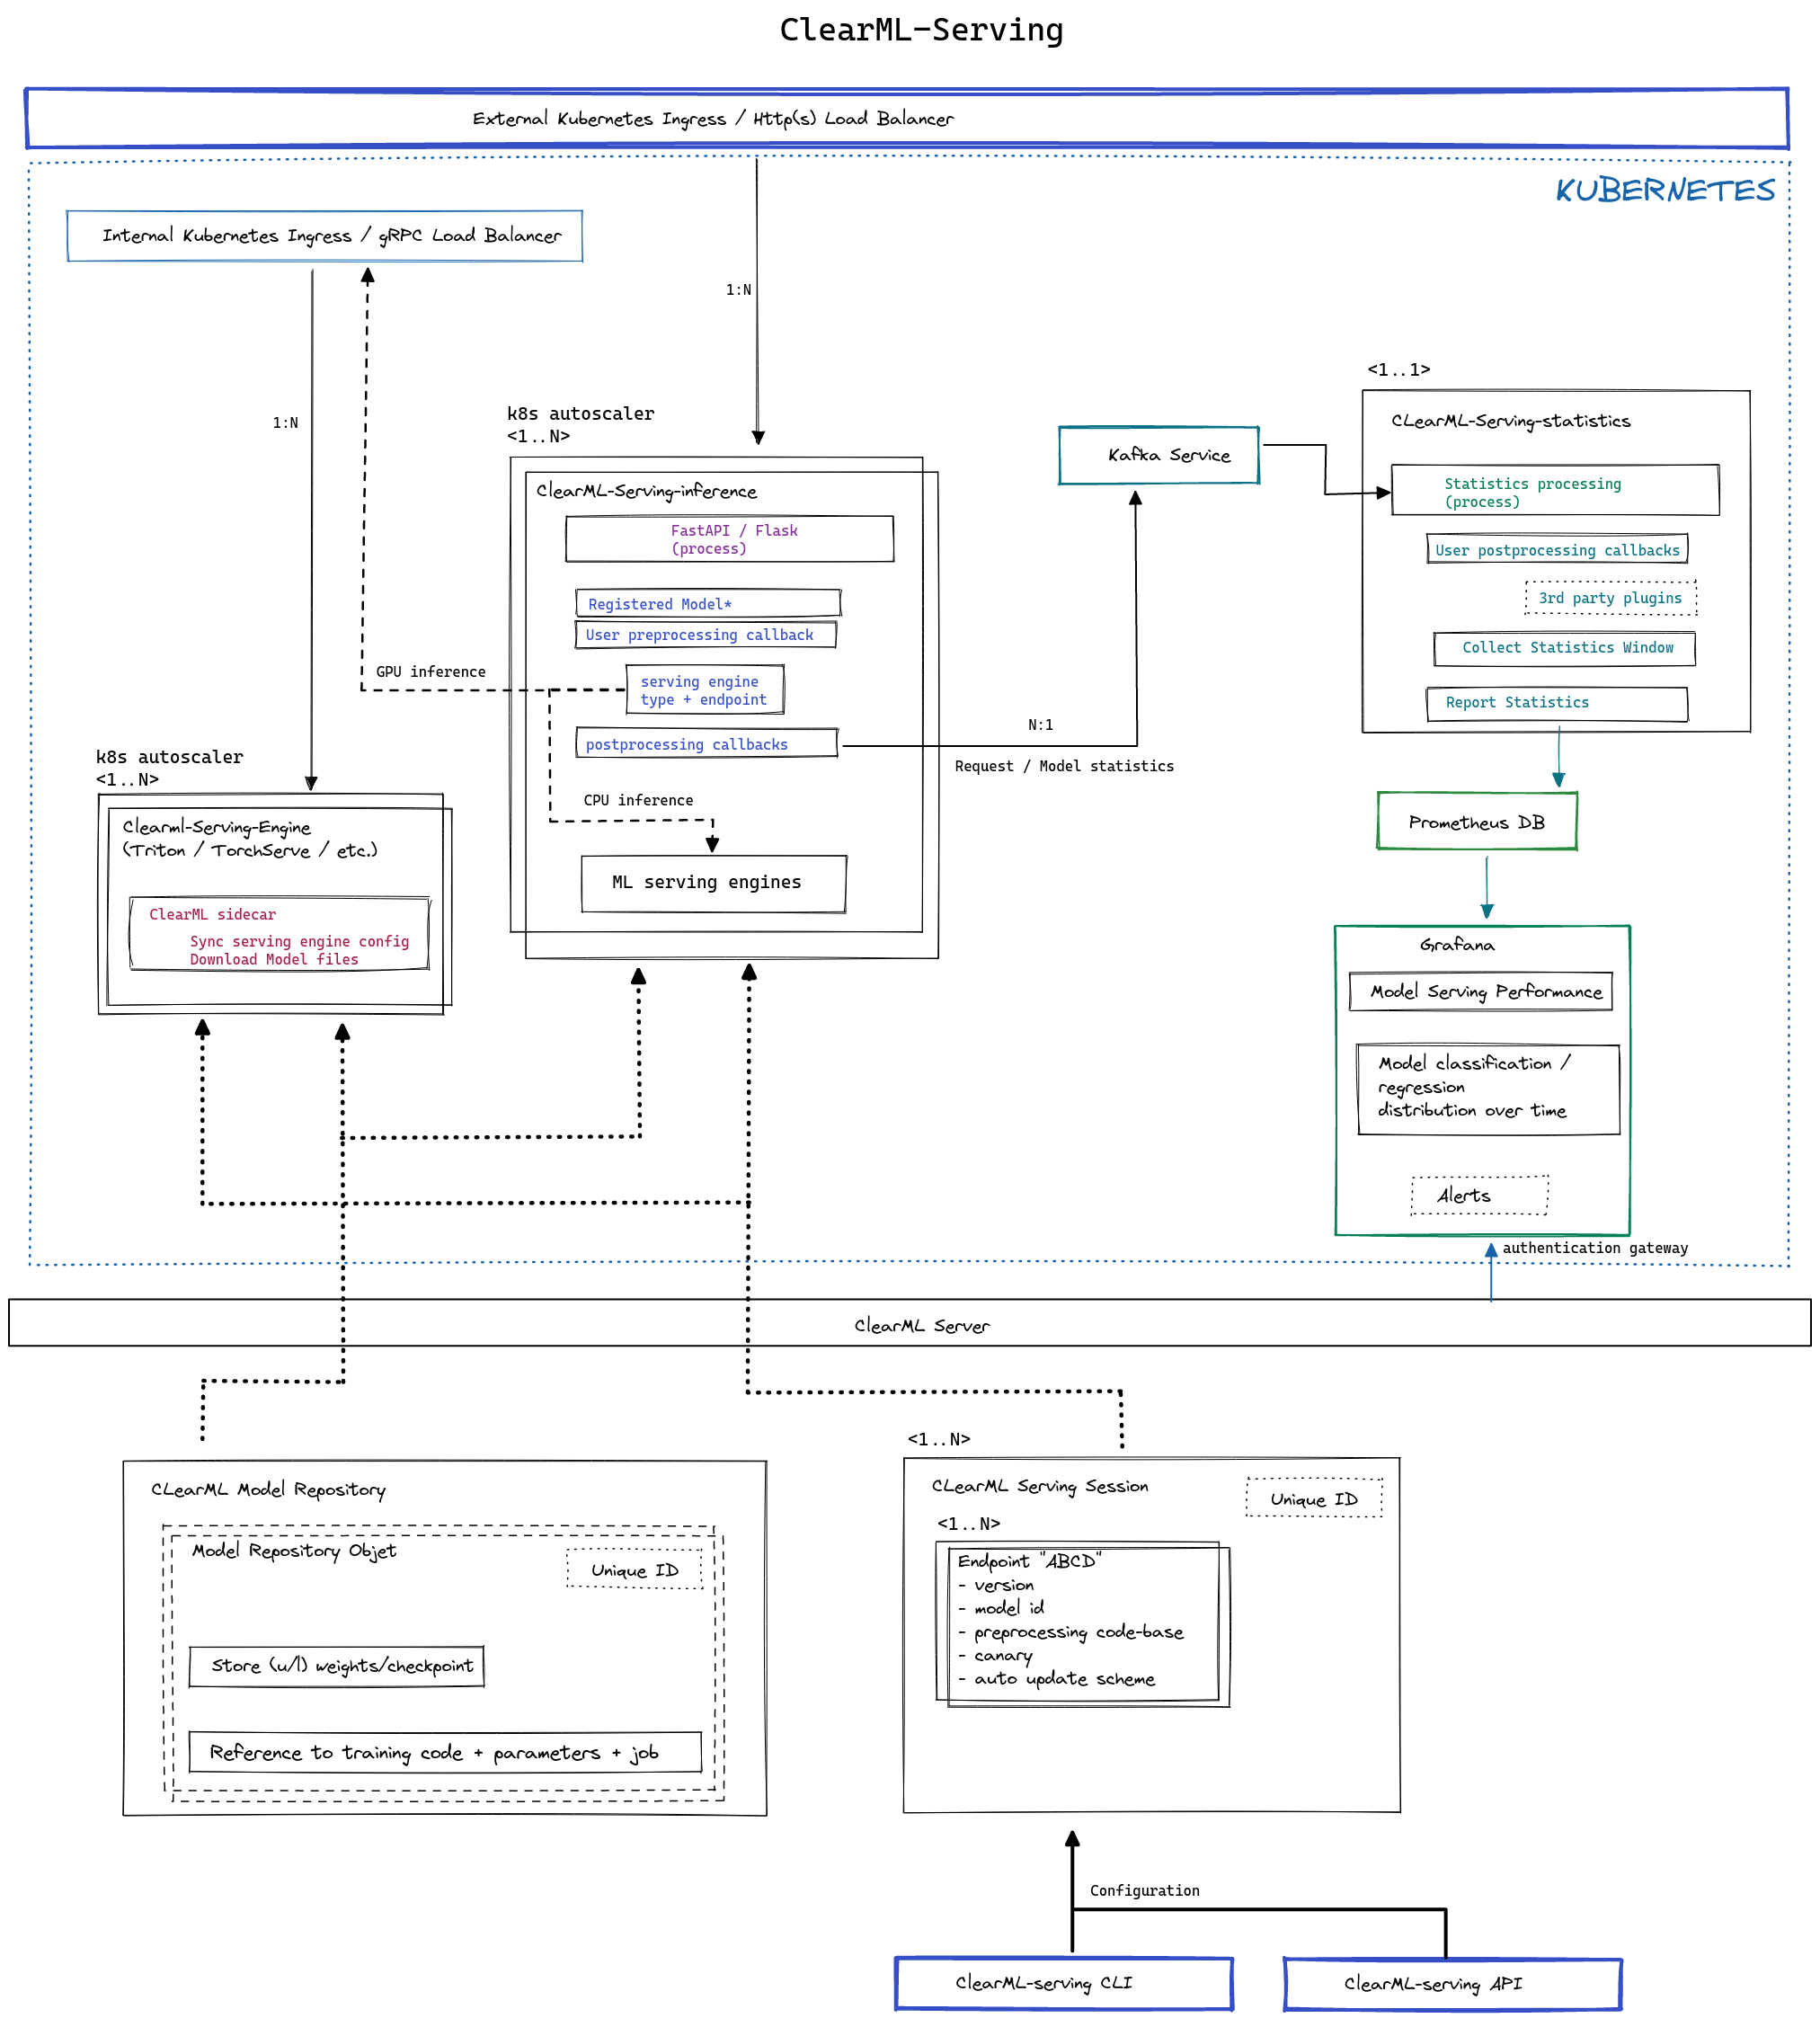 ClearML-Serving
External Kubernetes Ingress / Http(s) Load Balancer
KUBERNETES
Internal Kubernetes Ingress / gRPC Load Balancer
1:N
1:N
k8s autoscaler
<1..N>
ClearML-Serving-inference
FastAPI / Flask
(process)
Registered Model*
User preprocessing callback
serving engine
type + endpoint
postprocessing callbacks
GPU inference
CPU inference
ML serving engines
N:1
Request / Model statistics
Kafka Service
<1..1>
CLearML-Serving-statistics
Statistics processing
(process)
User postprocessing callbacks
3rd party plugins
Collect Statistics Window
Report Statistics
Prometheus DB
Grafana
Model Serving Performance
Model classification /
regression
distribution over time
Alerts
authentication gateway
k8s autoscaler
<1..N>
Clearml-Serving-Engine
(Triton / TorchServe / etc.)
ClearML sidecar
Sync serving engine config
Download Model files
ClearML Server
CLearML Model Repository
Model Repository Objet
Unique ID
Store (u/l) weights/checkpoint
Reference to training code + parameters + job
<1..N>
CLearML Serving Session
Unique ID
<1..N>
Endpoint "ABCD"
- version
- model id
- preprocessing code-base
- canary
- auto update scheme
Configuration
ClearML-serving CLI
ClearML-serving API